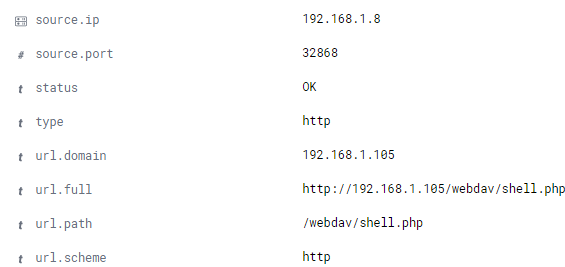 source.ip 192.168.1.8
# source.port 32868
t status OK
t type http
t url.domain 192.168.1.105
t url.full http://192.168.1.105/webdav/shell.php
t url.path /webdav/shell.php
t url.scheme http